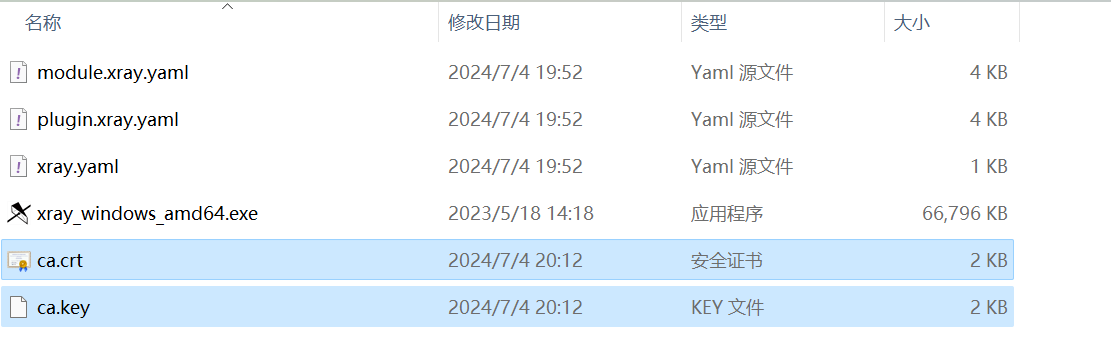 名称 修改日期 类型 大小
module.xray.yaml 2024/7/4 19:52 Yaml 源文件 4 KB
plugin.xray.yaml 2024/7/4 19:52 Yaml 源文件 4 KB
xray.yaml 2024/7/4 19:52 Yaml 源文件 1 KB
xray_windows_amd64.exe 2023/5/18 14:18 应用程序 66,796 KB
ca.crt 2024/7/4 20:12 安全证书 2 KB
ca.key 2024/7/4 20:12 KEY 文件 2 KB